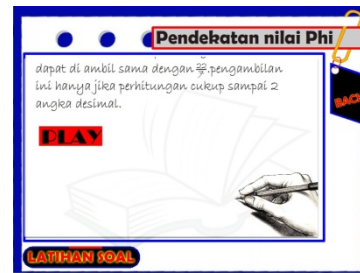 Pendekatan nilai Phi
dapat di ambil sama dengan 22/7.pengambilan
ini hanya jika perhitungan cukup sampai 2
angka desimal.
PLAY
BACK
LATIHAN SOAL